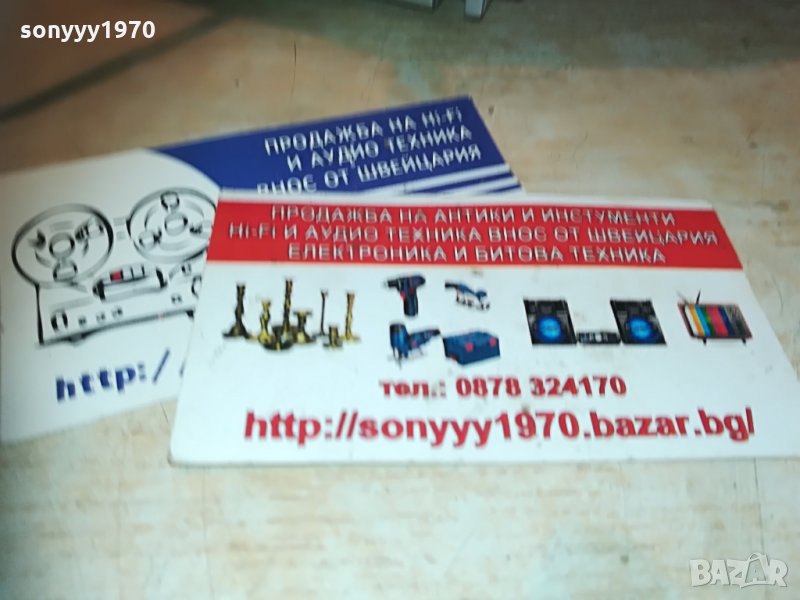 sonyyy1970
ПРОДАЖБА НА Hi-Fi
И АУДИО ТЕХНИКА
ВНОС ОТ ШВЕЙЦАРИЯ
http:/
ПРОДАЖБА НА АНТИКИ И ИНСТУМЕНТИ
Hi-Fi И АУДИО ТЕХНИКА ВНОС ОТ ШВЕЙЦАРИЯ
ЕЛЕКТРОНИКА И БИТОВА ТЕХНИКА
тел.: 0878 324170
http://sonyyy1970.bazar.bg/
BAZAR